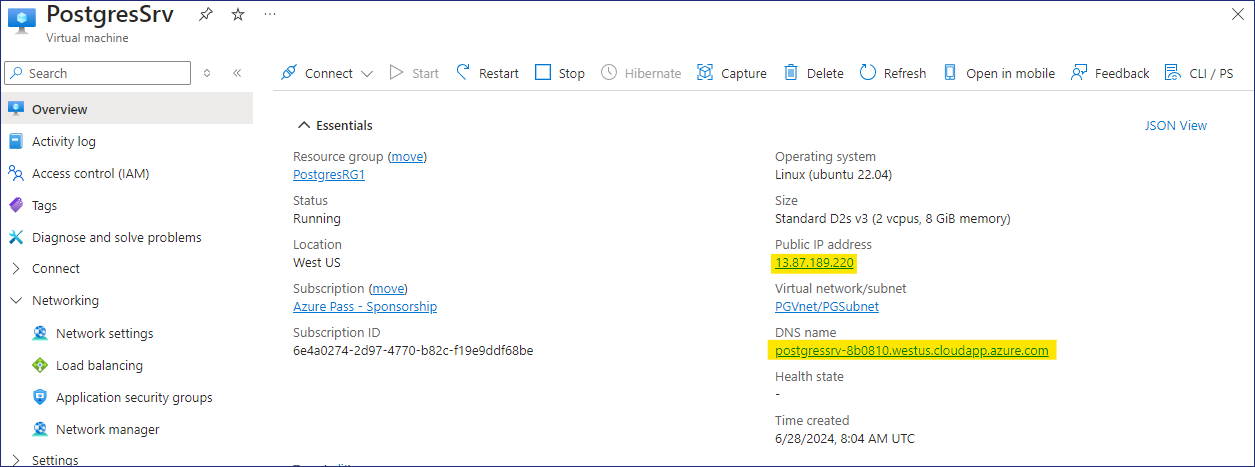 PostgresSrv
Virtual machine
Search
Overview
Activity log
Access control (IAM)
Tags
Diagnose and solve problems
Connect
Networking
Network settings
Load balancing
Application security groups
Network manager
Settings
Connect
Start
Restart
Stop
Hibernate
Capture
Delete
Refresh
Open in mobile
Feedback
CLI / PS
Essentials
JSON View
Resource group (move)
PostgresRG1
Status
Running
Location
West US
Subscription (move)
Azure Pass - Sponsorship
Subscription ID
6e4a0274-2d97-4770-b82c-f19e9ddf68be
Operating system
Linux (ubuntu 22.04)
Size
Standard D2s v3 (2 vcpus, 8 GiB memory)
Public IP address
13.87.189.220
Virtual network/subnet
PGVnet/PGSubnet
DNS name
postgressrv-8b0810.westus.cloudapp.azure.com
Health state
-
Time created
6/28/2024, 8:04 AM UTC